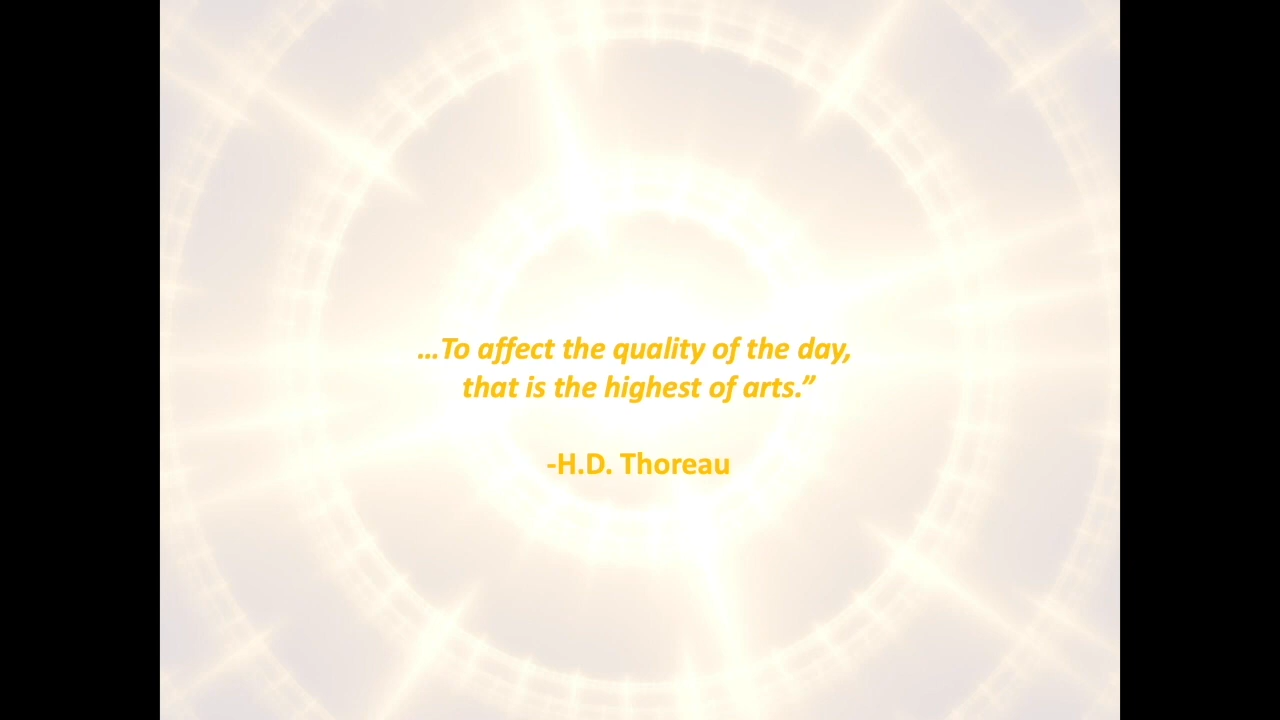 …To affect the quality of the day,
that is the highest of arts.”
-H.D. Thoreau